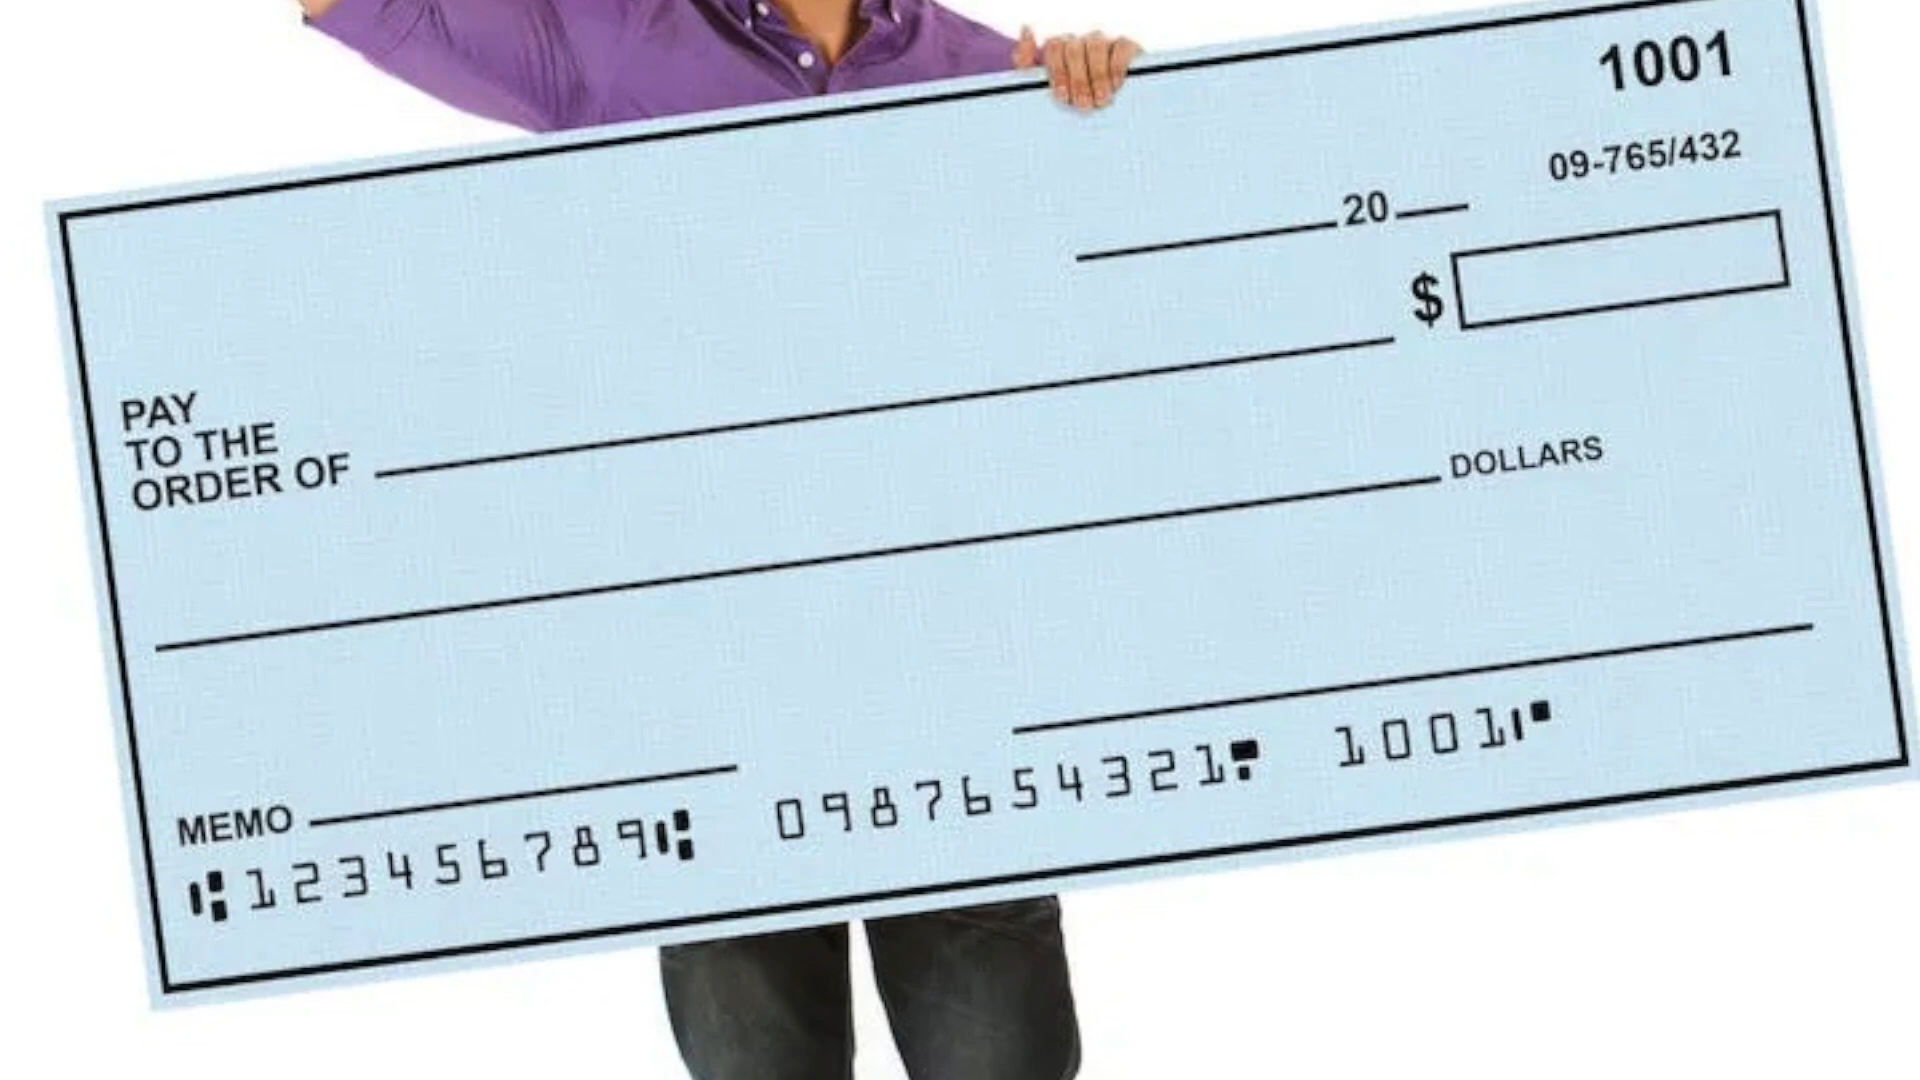 1001
09-765/432
20
$
PAY
TO THE
ORDER OF
DOLLARS
MEMO
⑆123456789⑆ 0987654321⑈ 1001⑈